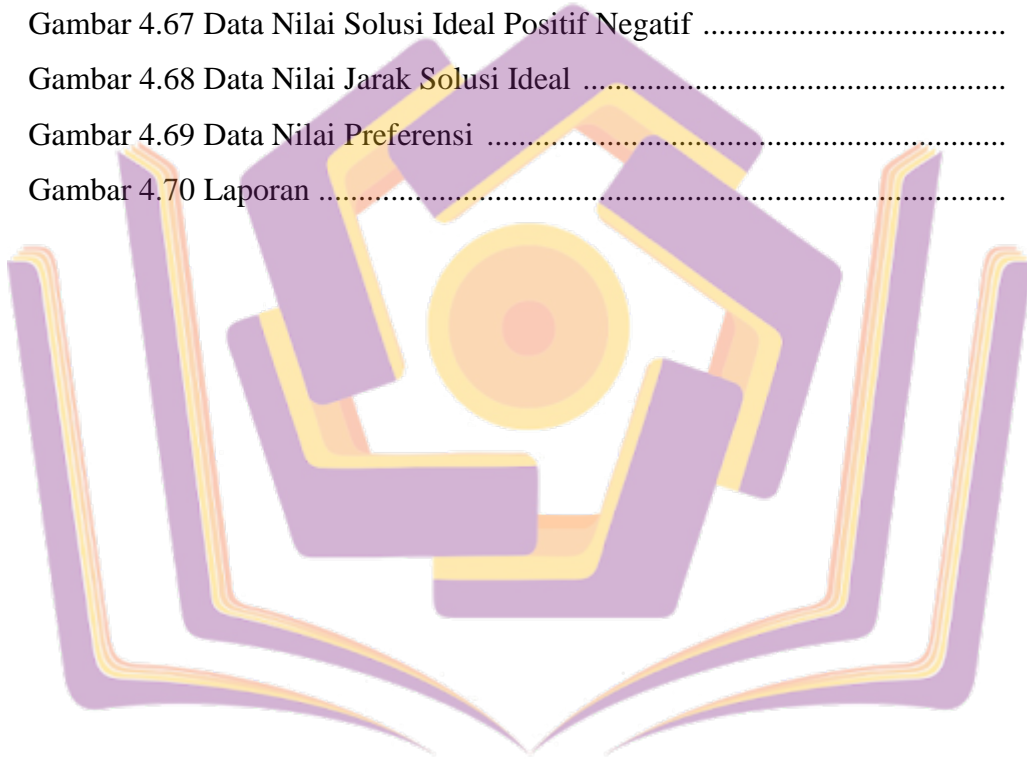 Gambar 4.67 Data Nilai Solusi Ideal Positif Negatif ......................................
Gambar 4.68 Data Nilai Jarak Solusi Ideal .....................................................
Gambar 4.69 Data Nilai Preferensi .................................................................
Gambar 4.70 Laporan ......................................................................................